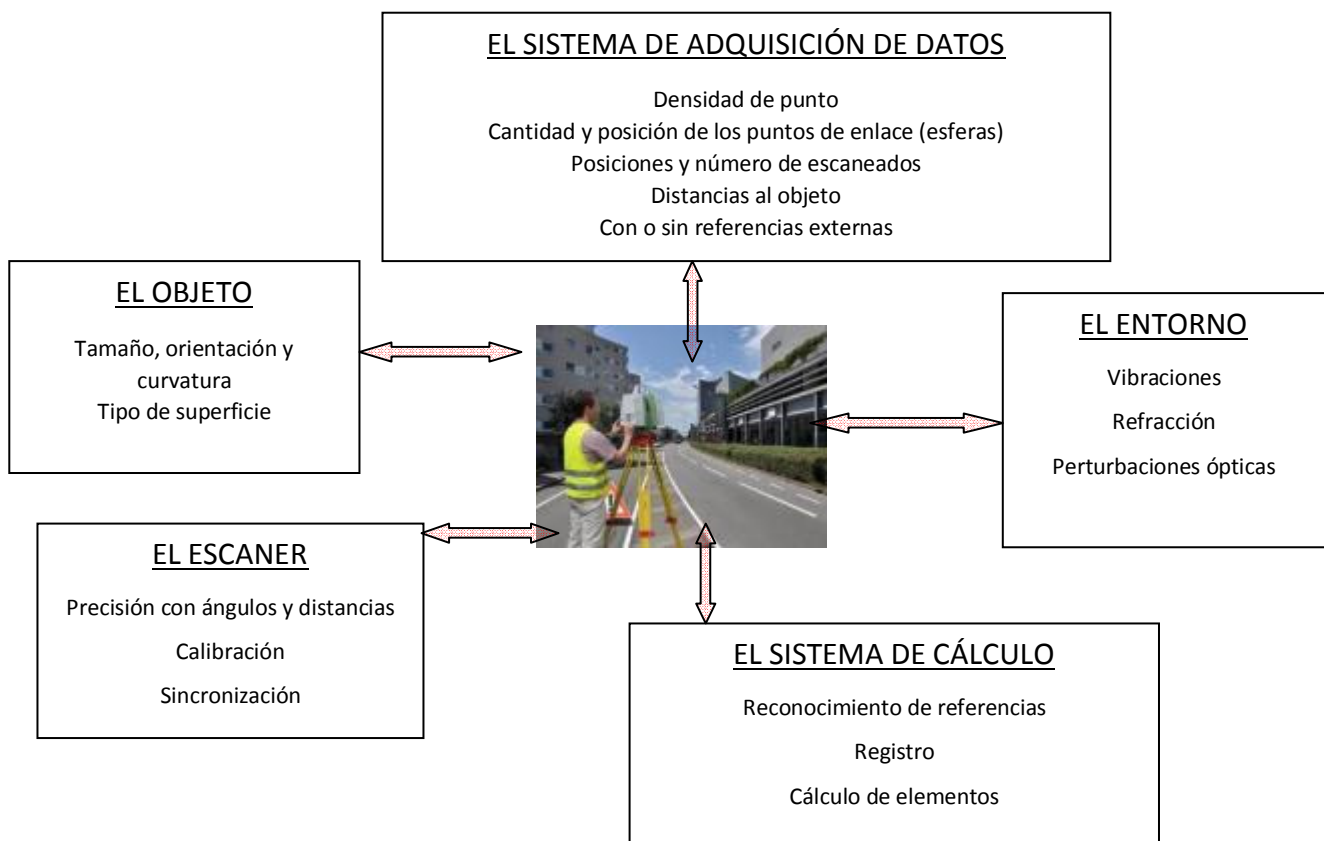 EL SISTEMA DE ADQUISICIÓN DE DATOS
Densidad de punto
Cantidad y posición de los puntos de enlace (esferas)
Posiciones y número de escaneados
Distancias al objeto
Con o sin referencias externas
EL OBJETO
Tamaño, orientación y
curvatura
Tipo de superficie
EL ENTORNO
Vibraciones
Refracción
Perturbaciones ópticas
EL ESCANER
Precisión con ángulos y distancias
Calibración
Sincronización
EL SISTEMA DE CÁLCULO
Reconocimiento de referencias
Registro
Cálculo de elementos